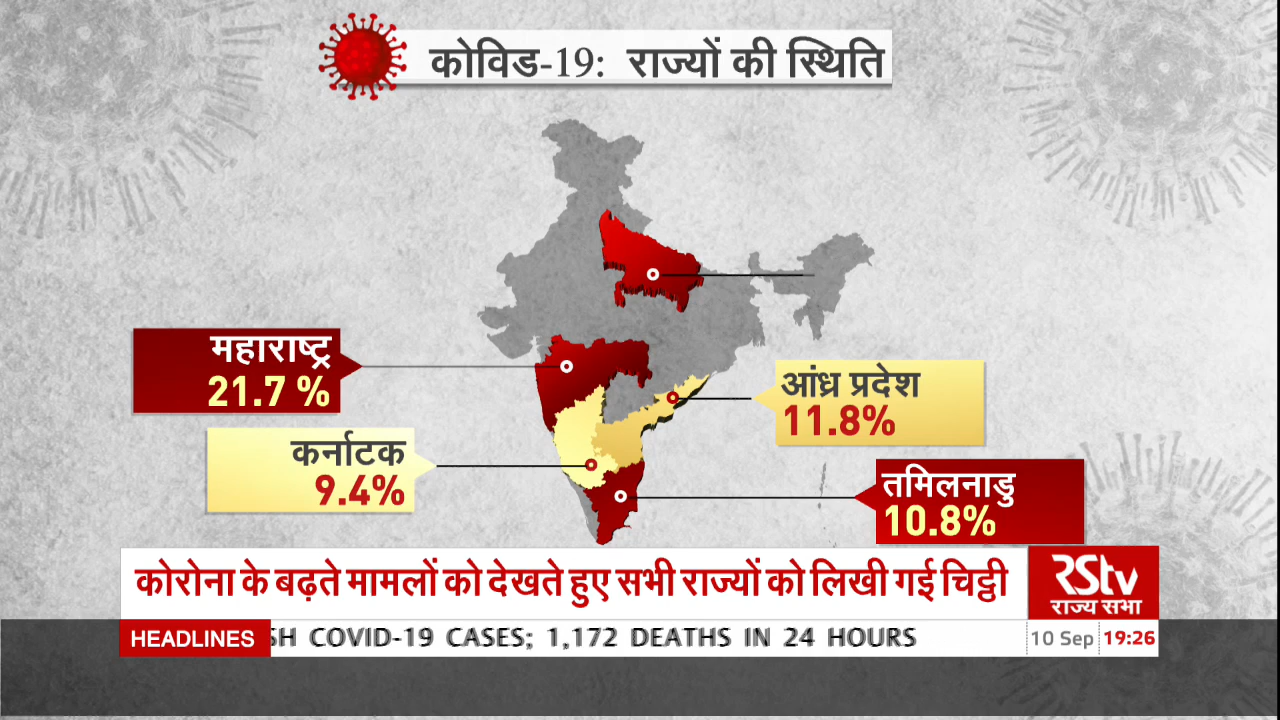 कोविड-19: राज्यों की स्थिति
महाराष्ट्र
21.7 %
आंध्र प्रदेश
11.8%
कर्नाटक
9.4%
तमिलनाडु
10.8%
कोरोना के बढ़ते मामलों को देखते हुए सभी राज्यों को लिखी गई चिट्ठी
RStv
राज्य सभा
HEADLINES SH COVID-19 CASES; 1,172 DEATHS IN 24 HOURS 10 Sep 19:26